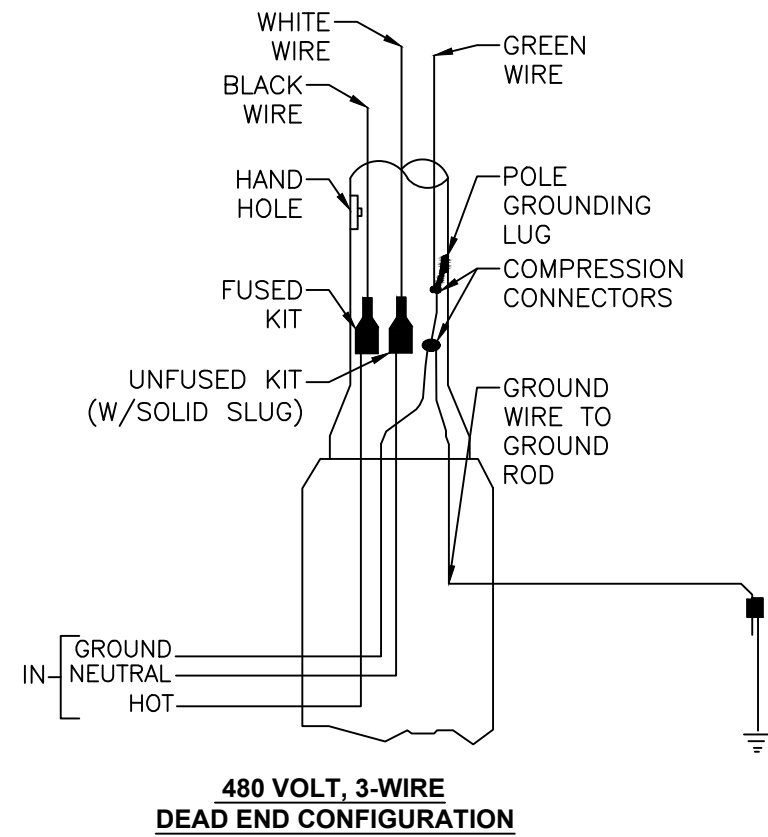 WHITE
WIRE
BLACK
WIRE
HAND
HOLE
FUSED
KIT
UNFUSED KIT
(W/SOLID SLUG)
GREEN
WIRE
POLE
GROUNDING
LUG
COMPRESSION
CONNECTORS
GROUND
WIRE TO
GROUND
ROD
IN
GROUND
NEUTRAL
HOT
480 VOLT, 3-WIRE
DEAD END CONFIGURATION